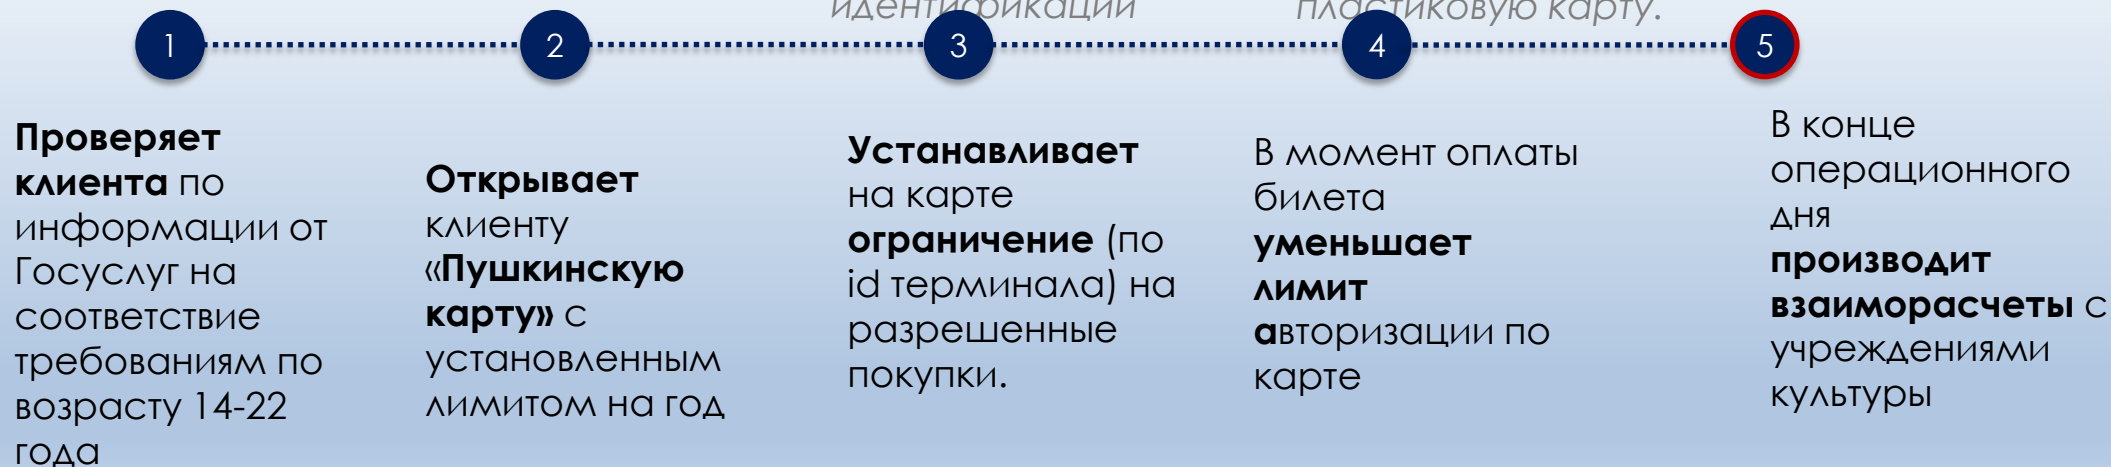 идентификации
пластиковую карту.
1
2
3
4
5
Проверяет
клиента по
информации от
Госуслуг на
соответствие
требованиям по
возрасту 14-22
года
Открывает
клиенту
«Пушкинскую
карту» с
установленным
лимитом на год
Устанавливает
на карте
ограничение (по
id терминала) на
разрешенные
покупки.
В момент оплаты
билета
уменьшает
лимит
авторизации по
карте
В конце
операционного
дня
производит
взаиморасчеты с
учреждениями
культуры